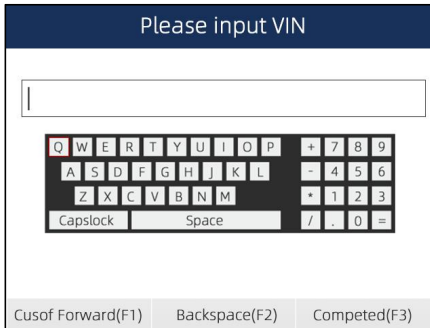 Please input VIN
Q W E R T Y U I O P + 7 8 9
A S D F G H J K L - 4 5 6
Z X C V B N M * 1 2 3
Capslock Space / . 0 =
Cusof Forward(F1) Backspace(F2) Competed(F3)